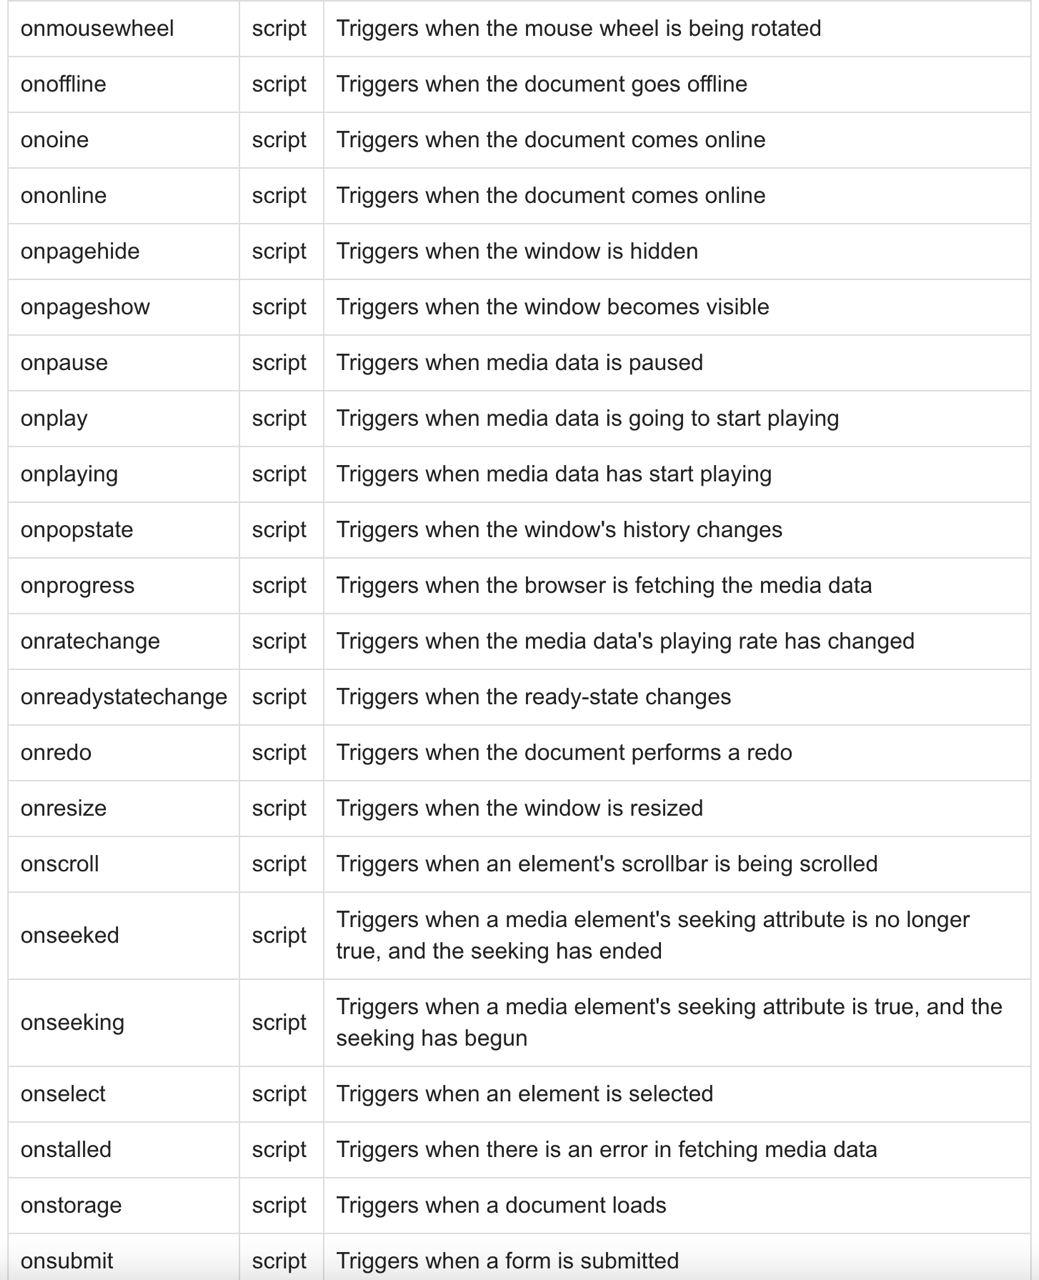 onmousewheel script Triggers when the mouse wheel is being rotated
onoffline script Triggers when the document goes offline
onoine script Triggers when the document comes online
ononline script Triggers when the document comes online
onpagehide script Triggers when the window is hidden
onpageshow script Triggers when the window becomes visible
onpause script Triggers when media data is paused
onplay script Triggers when media data is going to start playing
onplaying script Triggers when media data has start playing
onpopstate script Triggers when the window's history changes
onprogress script Triggers when the browser is fetching the media data
onratechange script Triggers when the media data's playing rate has changed
onreadystatechange script Triggers when the ready-state changes
onredo script Triggers when the document performs a redo
onresize script Triggers when the window is resized
onscroll script Triggers when an element's scrollbar is being scrolled
onseeked script Triggers when a media element's seeking attribute is no longer
true, and the seeking has ended
onseeking script Triggers when a media element's seeking attribute is true, and the
seeking has begun
onselect script Triggers when an element is selected
onstalled script Triggers when there is an error in fetching media data
onstorage script Triggers when a document loads
onsubmit script Triggers when a form is submitted